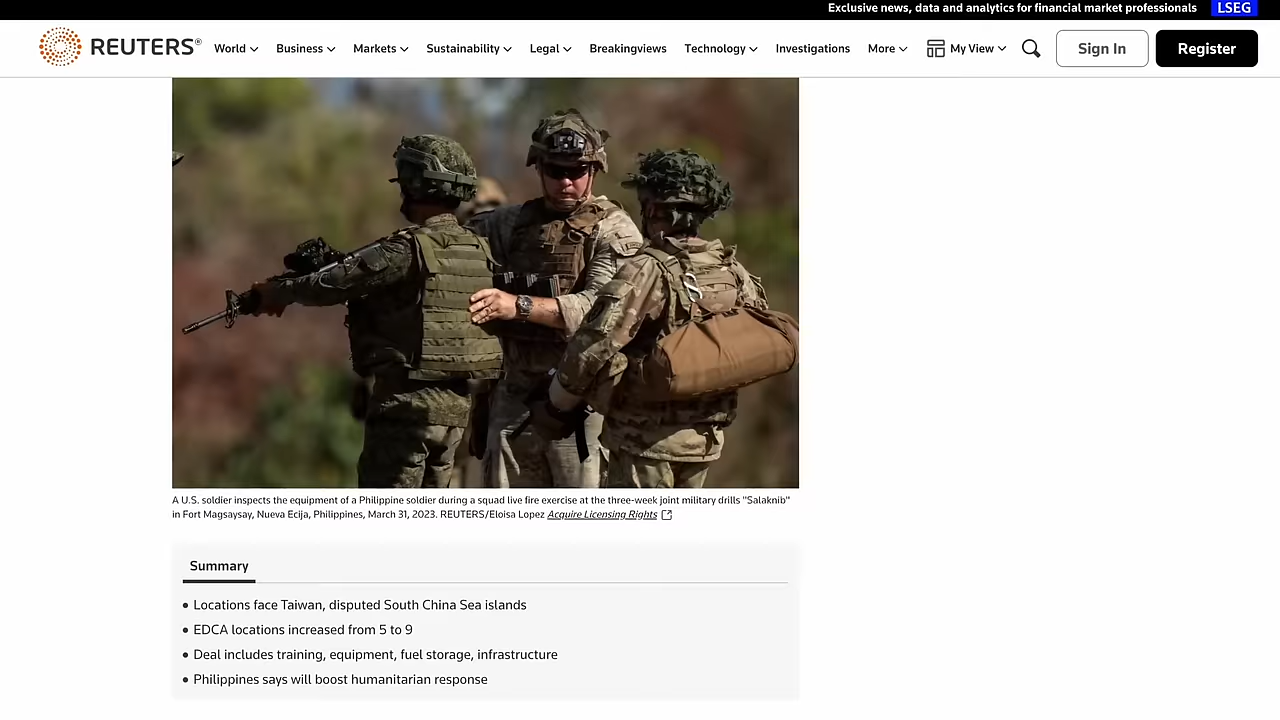 Exclusive news, data and analytics for financial market professionals LSEG
REUTERS® World Business Markets Sustainability Legal Breakingviews Technology Investigations More My View Sign In Register
A U.S. soldier inspects the equipment of a Philippine soldier during a squad live fire exercise at the three-week joint military drills "Salaknib"
in Fort Magsaysay, Nueva Ecija, Philippines, March 31, 2023. REUTERS/Eloisa Lopez Acquire Licensing Rights
Summary
• Locations face Taiwan, disputed South China Sea islands
• EDCA locations increased from 5 to 9
• Deal includes training, equipment, fuel storage, infrastructure
• Philippines says will boost humanitarian response